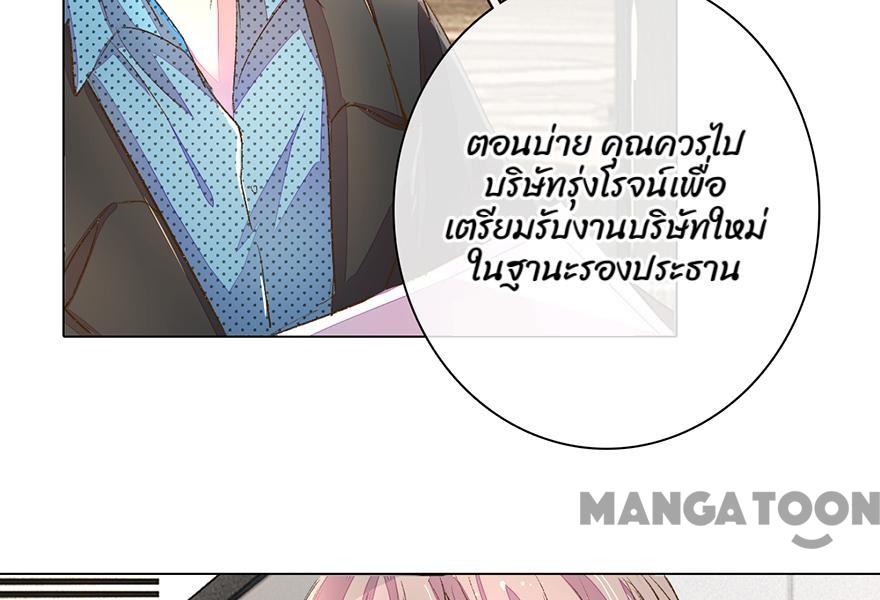 ตอนบ่าย คุณควรไป
บริษัทรุ่งโรจน์เพื่อ
เตรียมรับงานบริษัทใหม่
ในฐานะรองประธาน
MANGATOON